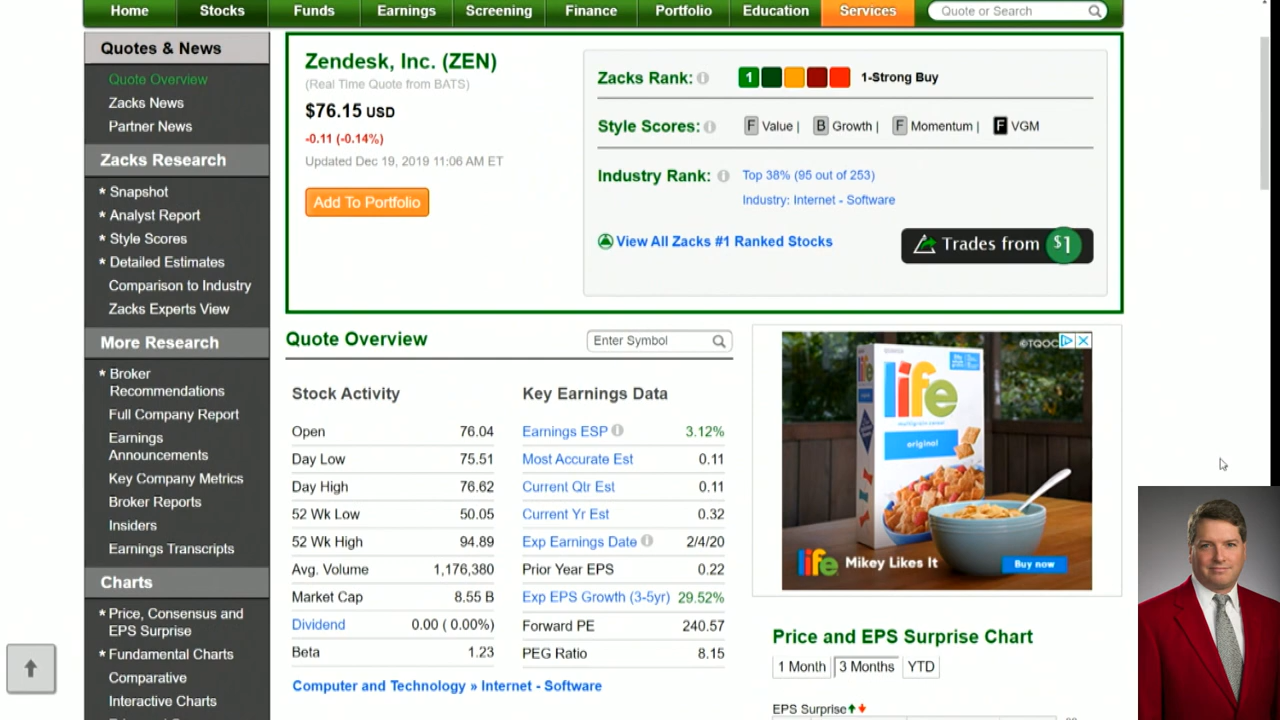 Home Stocks Funds Earnings Screening Finance Portfolio Education Services Quote or Search
Quotes & News
Quote Overview
Zacks News
Partner News
Zacks Research
* Snapshot
* Analyst Report
* Style Scores
* Detailed Estimates
Comparison to Industry
Zacks Experts View
More Research
* Broker
Recommendations
Full Company Report
Earnings
Announcements
Key Company Metrics
Broker Reports
Insiders
Earnings Transcripts
Charts
* Price, Consensus and
EPS Surprise
* Fundamental Charts
Comparative
Interactive Charts
Zendesk, Inc. (ZEN)
(Real Time Quote from BATS)
$76.15 USD
-0.11 (-0.14%)
Updated Dec 19, 2019 11:06 AM ET
Add To Portfolio
Zacks Rank: 1 1-Strong Buy
Style Scores: F Value | B Growth | F Momentum | F VGM
Industry Rank: Top 38% (95 out of 253)
Industry: Internet - Software
View All Zacks #1 Ranked Stocks
Trades from $1
Quote Overview
Enter Symbol
Stock Activity
Open 76.04
Day Low 75.51
Day High 76.62
52 Wk Low 50.05
52 Wk High 94.89
Avg. Volume 1,176,380
Market Cap 8.55 B
Dividend 0.00 ( 0.00%)
Beta 1.23
Key Earnings Data
Earnings ESP 3.12%
Most Accurate Est 0.11
Current Qtr Est 0.11
Current Yr Est 0.32
Exp Earnings Date 2/4/20
Prior Year EPS 0.22
Exp EPS Growth (3-5yr) 29.52%
Forward PE 240.57
PEG Ratio 8.15
Computer and Technology » Internet - Software
©TQOC
life
multigrain cereal
original
life Mikey Likes It
Buy now
Price and EPS Surprise Chart
1 Month 3 Months YTD
EPS Surprise